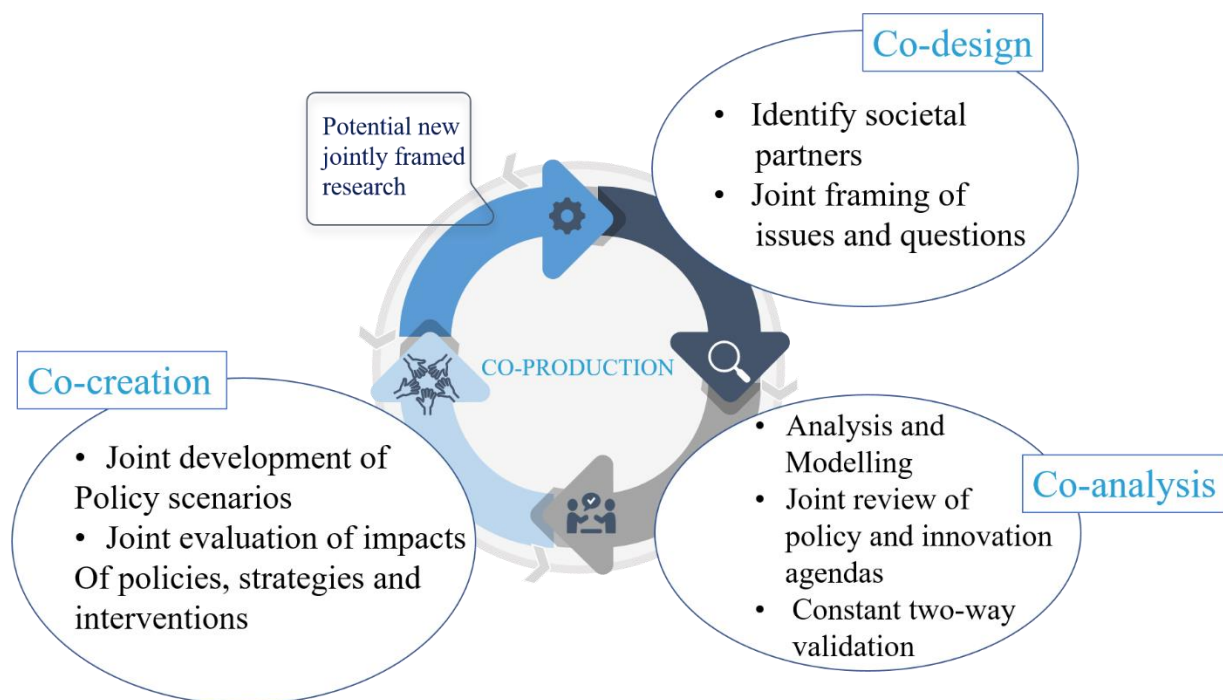 Co-design
• Identify societal
partners
• Joint framing of
issues and questions
Potential new
jointly framed
research
CO-PRODUCTION
Co-creation
• Joint development of
Policy scenarios
• Joint evaluation of impacts
Of policies, strategies and
interventions
• Analysis and
Modelling
• Joint review of
policy and innovation
agendas
• Constant two-way
validation
Co-analysis